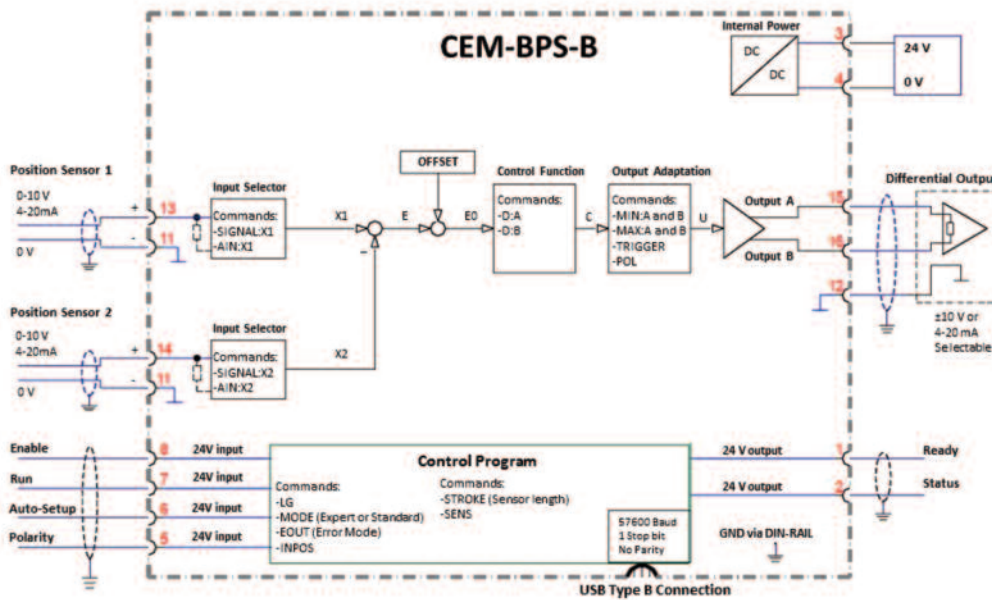 CEM-BPS-B
Internal Power
DC
DC
3
4
24 V
0 V
Position Sensor 1
0-10 V
4-20mA
0 V
+
-
13
11
Input Selector
Commands:
-SIGNAL:X1
-AIN:X1
X1
-
OFFSET
E
E0
Control Function
Commands:
-D:A
-D:B
C
Output Adaptation
Commands:
-MIN:A and B
-MAX:A and B
-TRIGGER
-POL
U
Output A
Output B
15
16
12
Differential Output
±10 V or
4-20 mA
Selectable
Position Sensor 2
0-10 V
4-20mA
0 V
+
-
14
11
Input Selector
Commands:
-SIGNAL:X2
-AIN:X2
X2
Enable
8
24V input
Run
7
24V input
Auto-Setup
6
24V input
Polarity
5
24V input
Control Program
Commands:
-LG
-MODE (Expert or Standard)
-EOUT (Error Mode)
-INPOS
Commands:
-STROKE (Sensor length)
-SENS
57600 Baud
1 Stop bit
No Parity
24 V output
1
Ready
24 V output
2
Status
GND via DIN-RAIL
USB Type B Connection